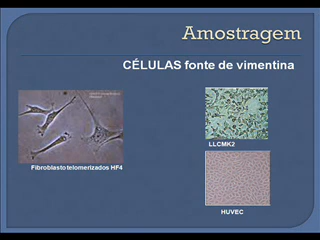 Amostragem
CÉLULAS fonte de vimentina
LLCMK2
Fibroblasto telomerizados HF4
HUVEC